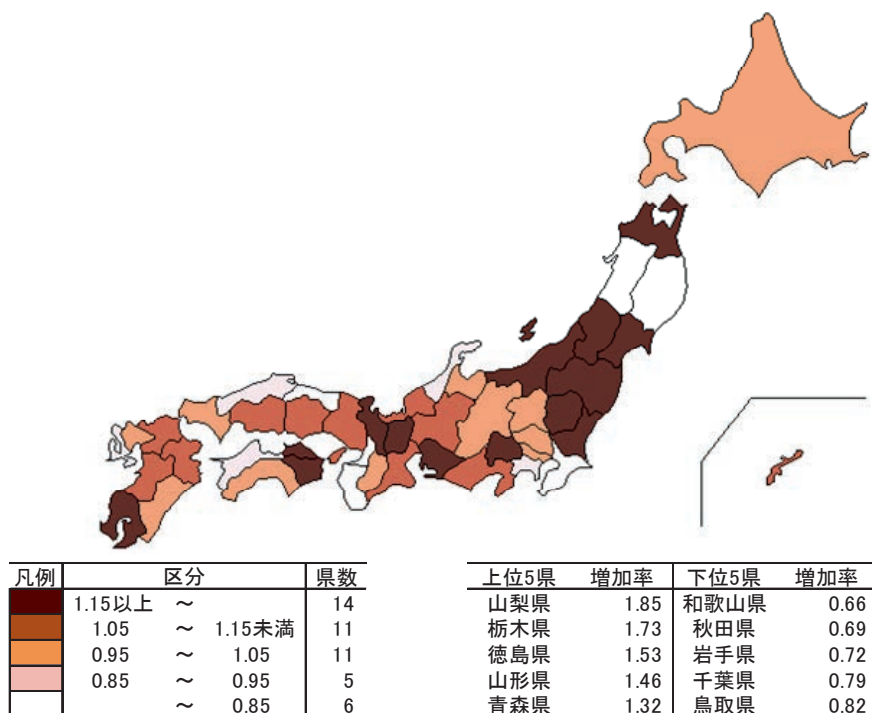 凡例 区分 県数
1.15以上 ～ 14
1.05 ～ 1.15未満 11
0.95 ～ 1.05 11
0.85 ～ 0.95 5
～ 0.85 6
上位5県 増加率 下位5県 増加率
山梨県 1.85 和歌山県 0.66
栃木県 1.73 秋田県 0.69
徳島県 1.53 岩手県 0.72
山形県 1.46 千葉県 0.79
青森県 1.32 鳥取県 0.82